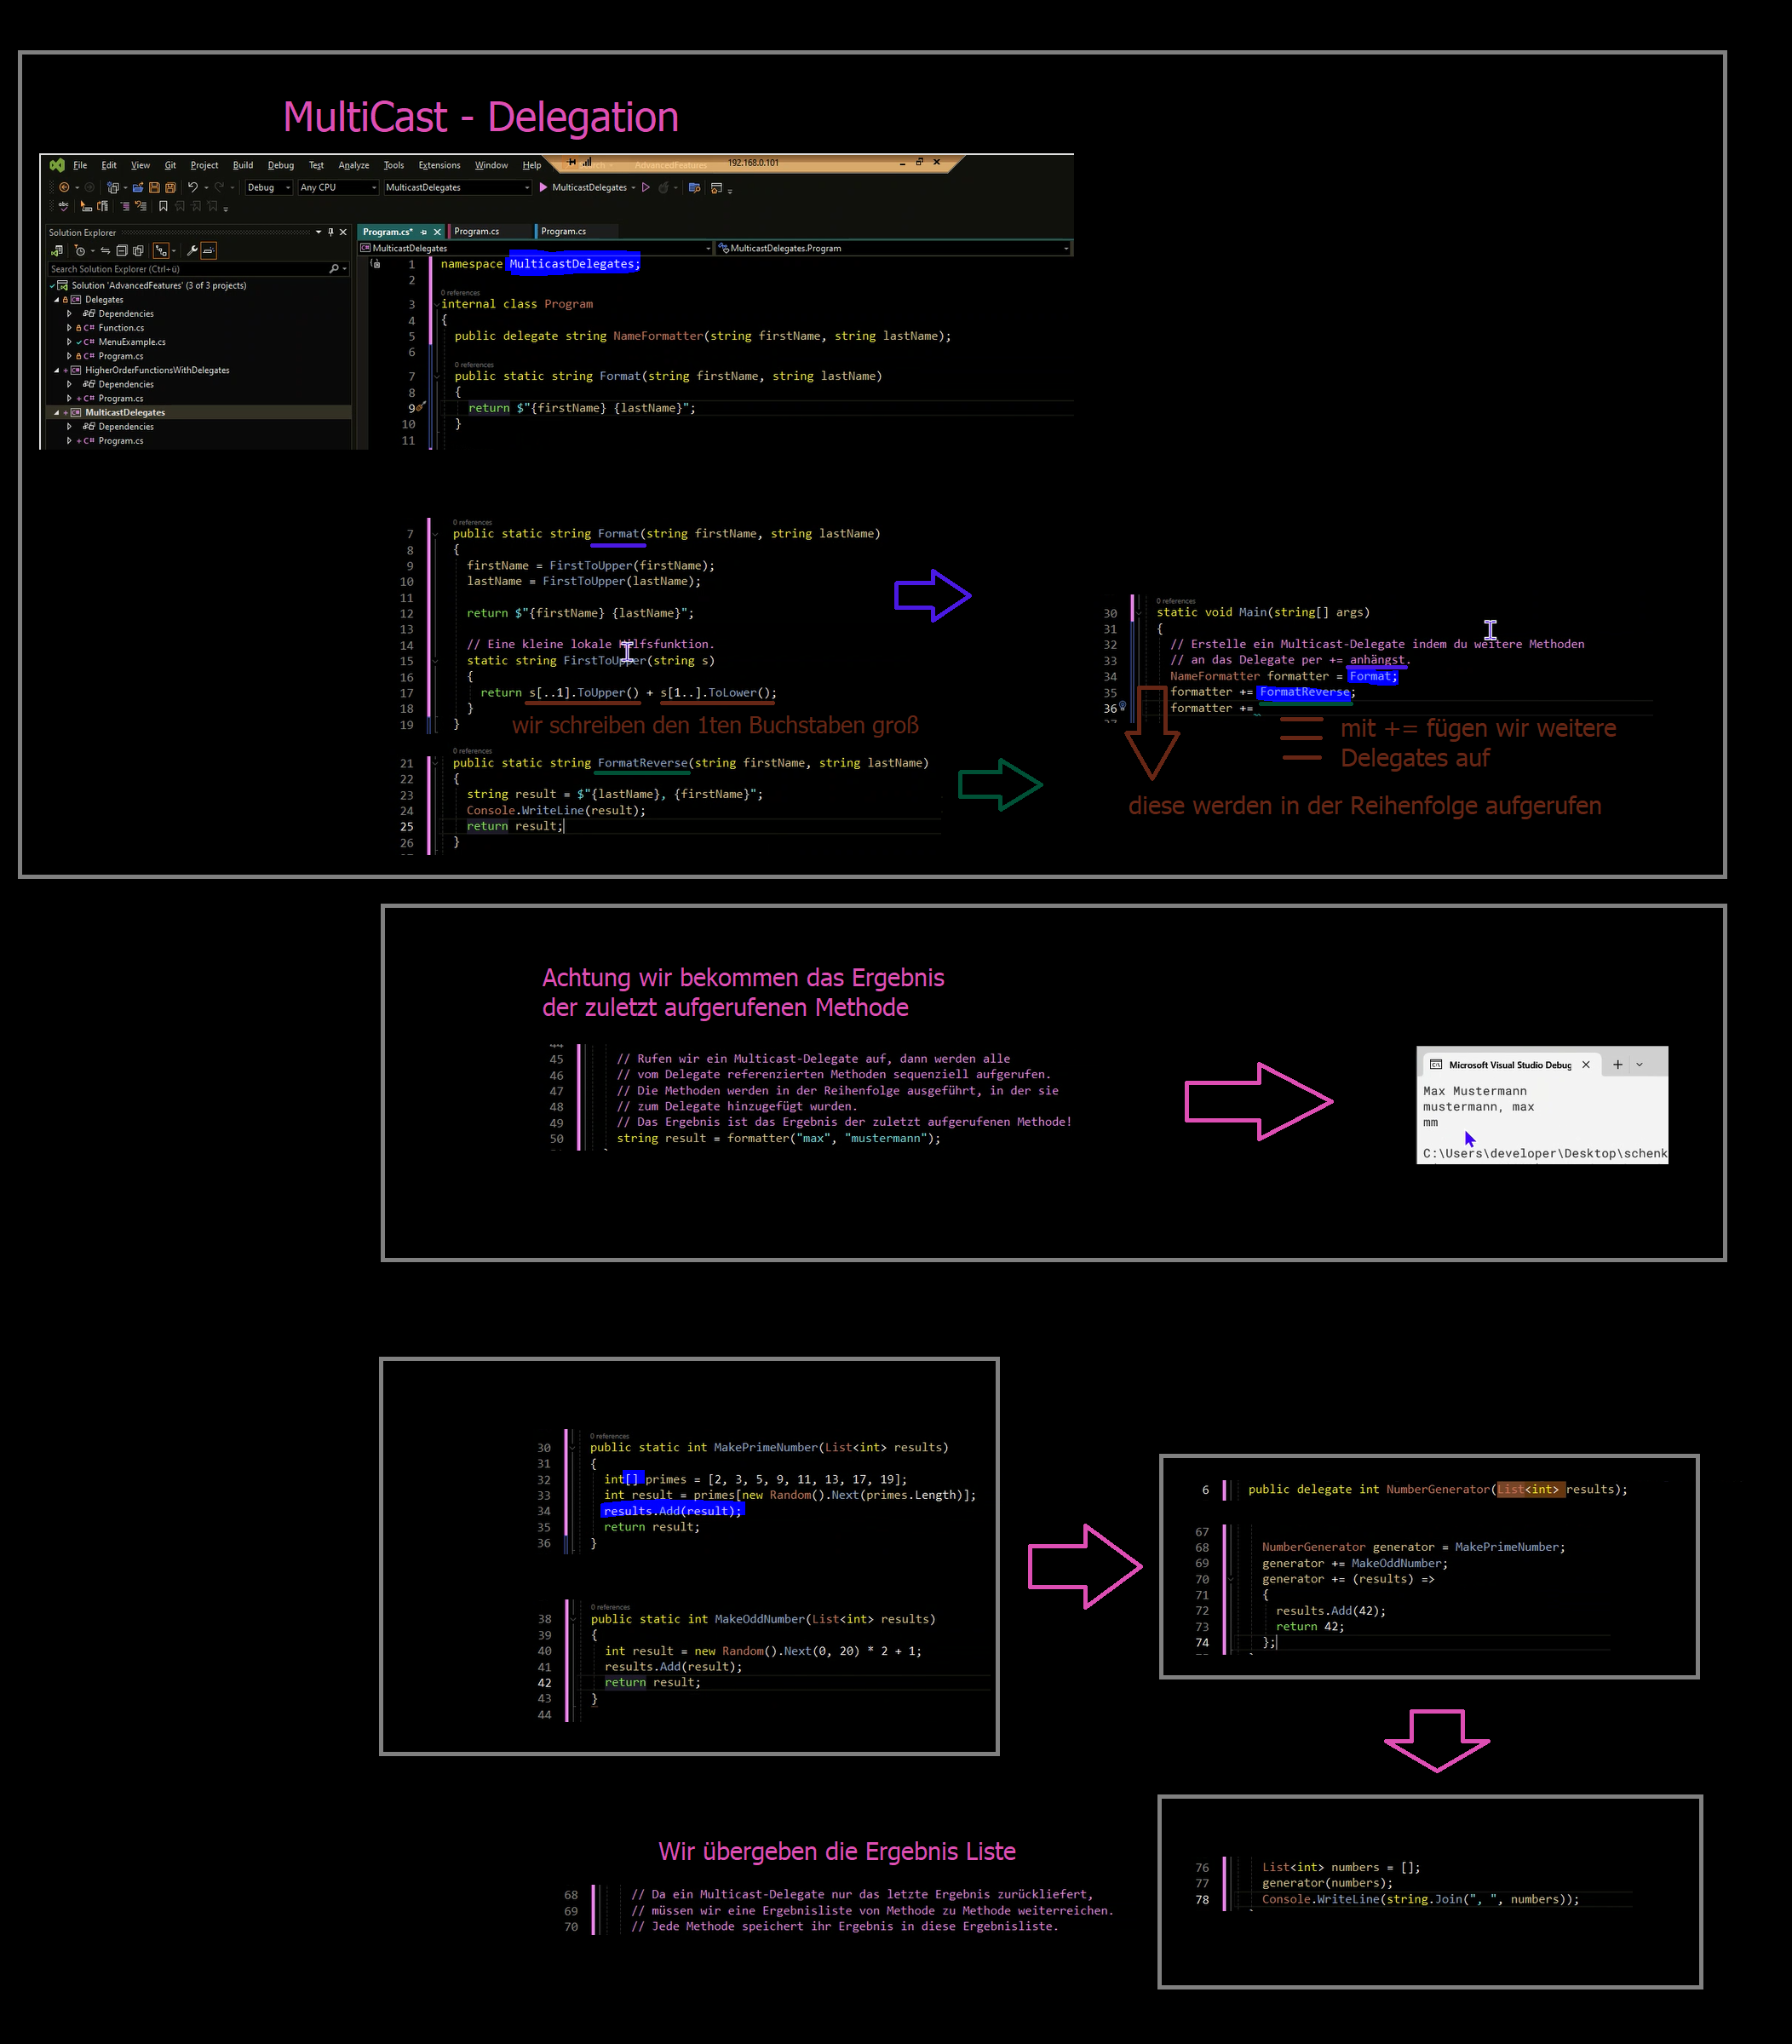 MultiCast - Delegation
File Edit View Git Project Build Debug Test Analyze Tools Extensions Window Help 192.168.0.101
Debug Any CPU MulticastDelegates MulticastDelegates
Solution Explorer
Program.cs* Program.cs Program.cs
MulticastDelegates MulticastDelegates.Program
Search Solution Explorer (Ctrl+ü)
Solution 'AdvancedFeatures' (3 of 3 projects)
Delegates
Dependencies
C# Function.cs
C# MenuExample.cs
C# Program.cs
HigherOrderFunctionsWithDelegates
Dependencies
C# Program.cs
MulticastDelegates
Dependencies
C# Program.cs
1 namespace MulticastDelegates;
2
0 references
3 internal class Program
4 {
5 public delegate string NameFormatter(string firstName, string lastName);
6
0 references
7 public static string Format(string firstName, string lastName)
8 {
9 return $"{firstName} {lastName}";
10 }
11
0 references
7 public static string Format(string firstName, string lastName)
8 {
9 firstName = FirstToUpper(firstName);
10 lastName = FirstToUpper(lastName);
11
12 return $"{firstName} {lastName}";
13
14 // Eine kleine lokale Hilfsfunktion.
15 static string FirstToUpper(string s)
16 {
17 return s[..1].ToUpper() + s[1..].ToLower();
18 }
19 }
wir schreiben den 1ten Buchstaben groß
0 references
21 public static string FormatReverse(string firstName, string lastName)
22 {
23 string result = $"{lastName}, {firstName}";
24 Console.WriteLine(result);
25 return result;
26 }
0 references
30 static void Main(string[] args)
31 {
32 // Erstelle ein Multicast-Delegate indem du weitere Methoden
33 // an das Delegate per += anhängst.
34 NameFormatter formatter = Format;
35 formatter += FormatReverse;
36 formatter +=
mit += fügen wir weitere
Delegates auf
diese werden in der Reihenfolge aufgerufen
Achtung wir bekommen das Ergebnis
der zuletzt aufgerufenen Methode
45 // Rufen wir ein Multicast-Delegate auf, dann werden alle
46 // vom Delegate referenzierten Methoden sequenziell aufgerufen.
47 // Die Methoden werden in der Reihenfolge ausgeführt, in der sie
48 // zum Delegate hinzugefügt wurden.
49 // Das Ergebnis ist das Ergebnis der zuletzt aufgerufenen Methode!
50 string result = formatter("max", "mustermann");
Microsoft Visual Studio Debug
Max Mustermann
mustermann, max
mm
C:\Users\developer\Desktop\schenk
0 references
30 public static int MakePrimeNumber(List<int> results)
31 {
32 int[] primes = [2, 3, 5, 9, 11, 13, 17, 19];
33 int result = primes[new Random().Next(primes.Length)];
34 results.Add(result);
35 return result;
36 }
0 references
38 public static int MakeOddNumber(List<int> results)
39 {
40 int result = new Random().Next(0, 20) * 2 + 1;
41 results.Add(result);
42 return result;
43 }
44
6 public delegate int NumberGenerator(List<int> results);
67
68 NumberGenerator generator = MakePrimeNumber;
69 generator += MakeOddNumber;
70 generator += (results) =>
71 {
72 results.Add(42);
73 return 42;
74 };
Wir übergeben die Ergebnis Liste
68 // Da ein Multicast-Delegate nur das letzte Ergebnis zurückliefert,
69 // müssen wir eine Ergebnisliste von Methode zu Methode weiterreichen.
70 // Jede Methode speichert ihr Ergebnis in diese Ergebnisliste.
76 List<int> numbers = [];
77 generator(numbers);
78 Console.WriteLine(string.Join(", ", numbers));